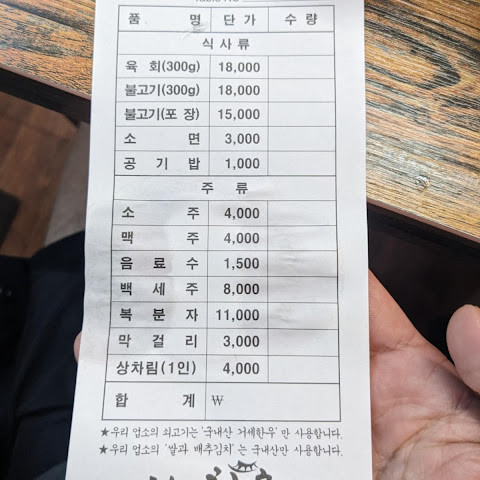 품 명 단 가 수 량
식 사 류
육 회(300g) 18,000
불고기(300g) 18,000
불고기(포 장) 15,000
소 면 3,000
공 기 밥 1,000
주 류
소 주 4,000
맥 주 4,000
음 료 수 1,500
백 세 주 8,000
복 분 자 11,000
막 걸 리 3,000
상차림(1인) 4,000
합 계 ₩
★우리 업소의 쇠고기는 '국내산 거세한우' 만 사용합니다.
★우리 업소의 '쌀과 배추김치' 는 국내산만 사용합니다.